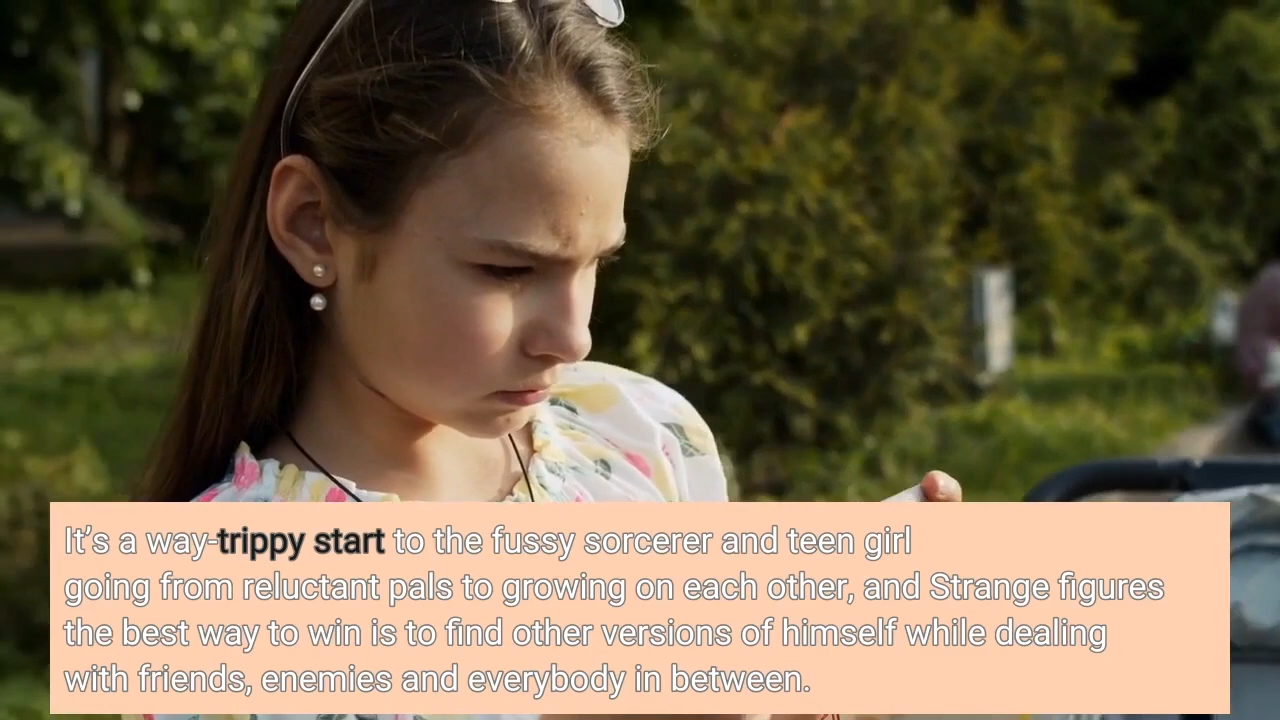 It’s a way-trippy start to the fussy sorcerer and teen girl
going from reluctant pals to growing on each other, and Strange figures
the best way to win is to find other versions of himself while dealing
with friends, enemies and everybody in between.